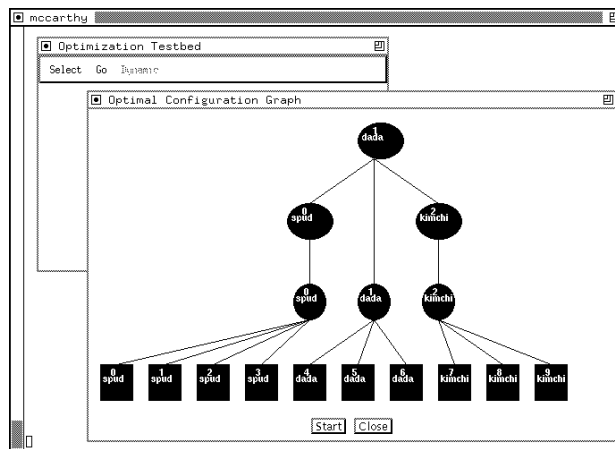 mccarthy
Optimization Testbed
Select Go Dynamic
Optimal Configuration Graph
1
dada
0
spud
2
kimchi
0
spud
1
dada
2
kimchi
0
spud
1
spud
2
spud
3
spud
4
dada
5
dada
6
dada
7
kimchi
8
kimchi
9
kimchi
Start Close